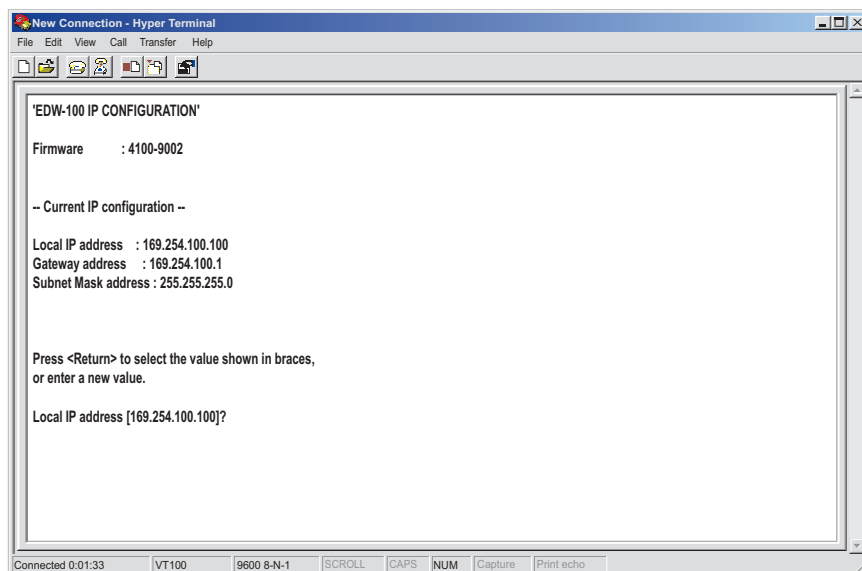 New Connection - Hyper Terminal
File Edit View Call Transfer Help
'EDW-100 IP CONFIGURATION'
Firmware : 4100-9002
-- Current IP configuration --
Local IP address : 169.254.100.100
Gateway address : 169.254.100.1
Subnet Mask address : 255.255.255.0
Press <Return> to select the value shown in braces,
or enter a new value.
Local IP address [169.254.100.100]?
Connected 0:01:33 VT100 9600 8-N-1 SCROLL CAPS NUM Capture Print echo